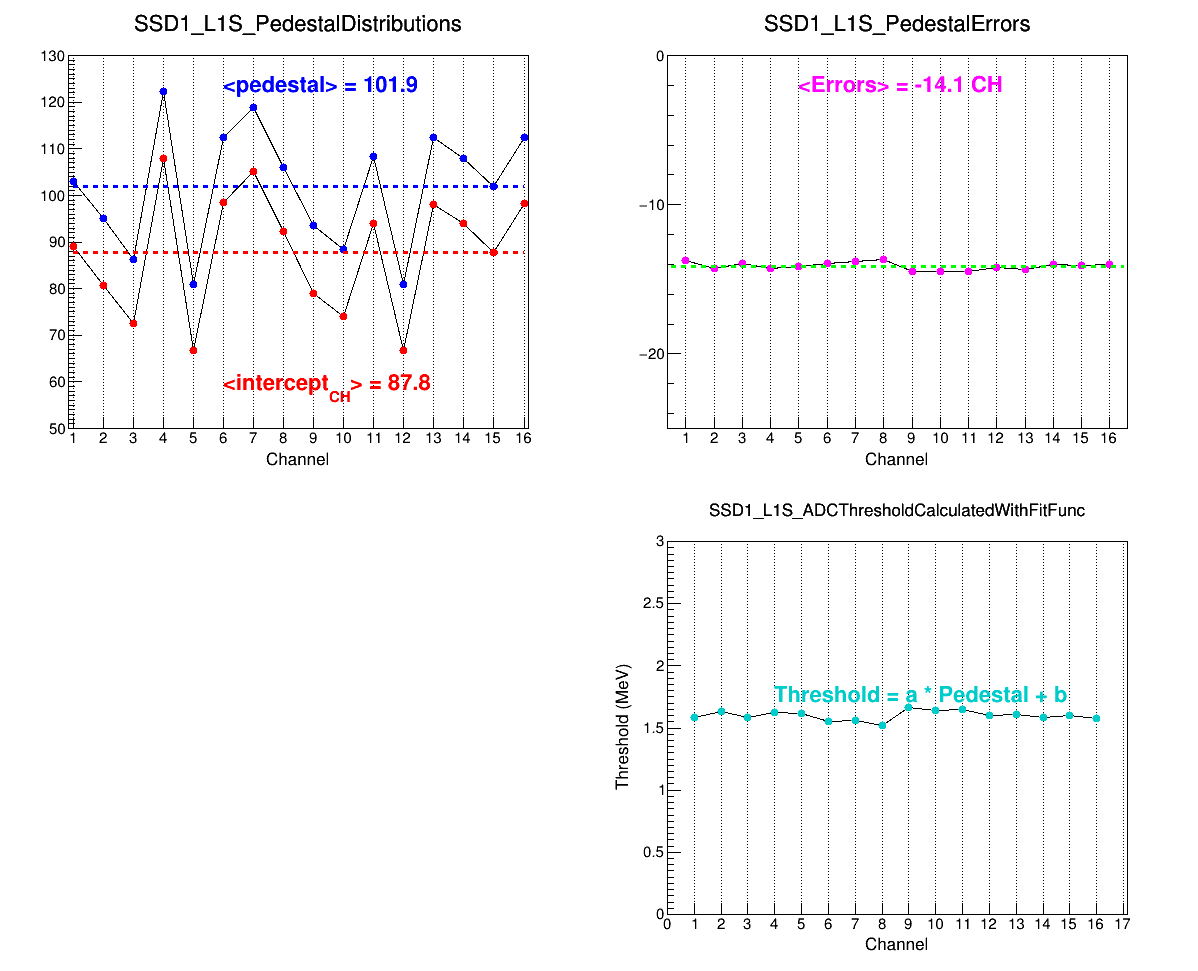 SSD1_L1S_PedestalDistributions
130
120
110
100
90
80
70
60
50
<pedestal> = 101.9
<intercept_CH> = 87.8
1 2 3 4 5 6 7 8 9 10 11 12 13 14 15 16
Channel
SSD1_L1S_PedestalErrors
0
−10
−20
<Errors> = -14.1 CH
1 2 3 4 5 6 7 8 9 10 11 12 13 14 15 16
Channel
SSD1_L1S_ADCThresholdCalculatedWithFitFunc
Threshold (MeV)
3
2.5
2
1.5
1
0.5
0
Threshold = a * Pedestal + b
0 1 2 3 4 5 6 7 8 9 10 11 12 13 14 15 16 17
Channel